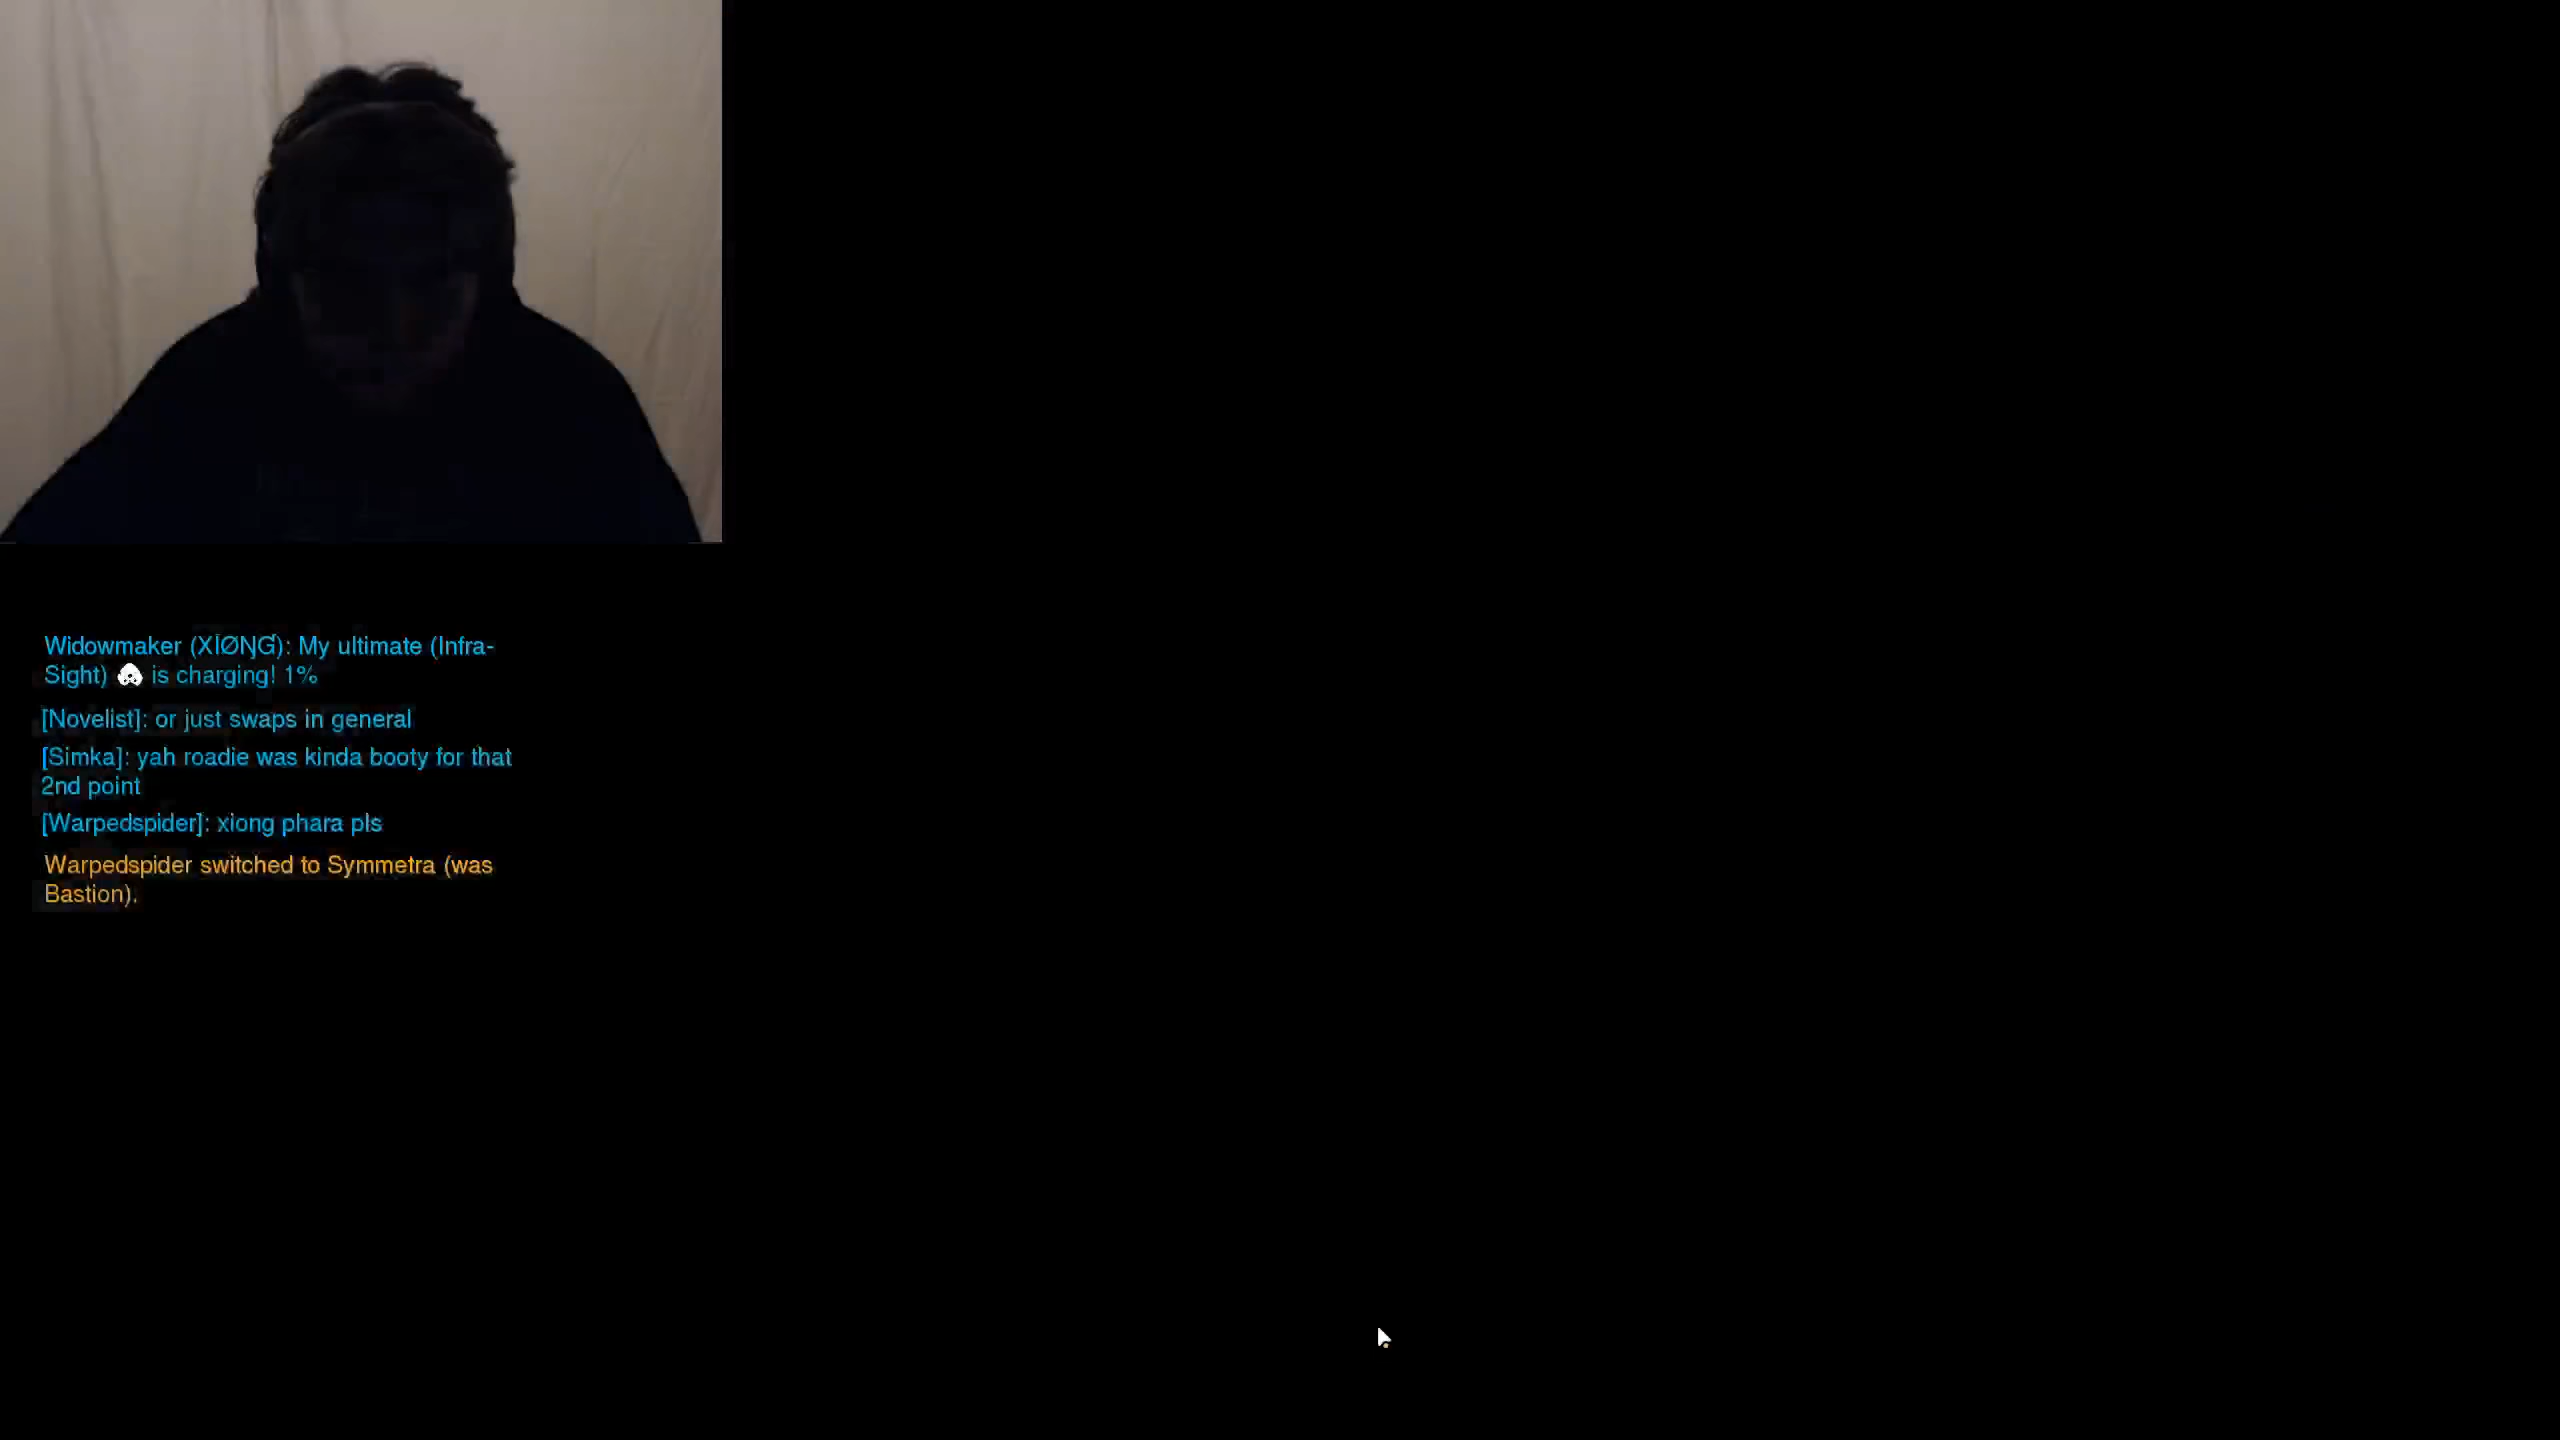 Widowmaker (XÏØŅG): My ultimate (Infra-
Sight) is charging! 1%
[Novelist]: or just swaps in general
[Simka]: yah roadie was kinda booty for that
2nd point
[Warpedspider]: xiong phara pls
Warpedspider switched to Symmetra (was
Bastion).